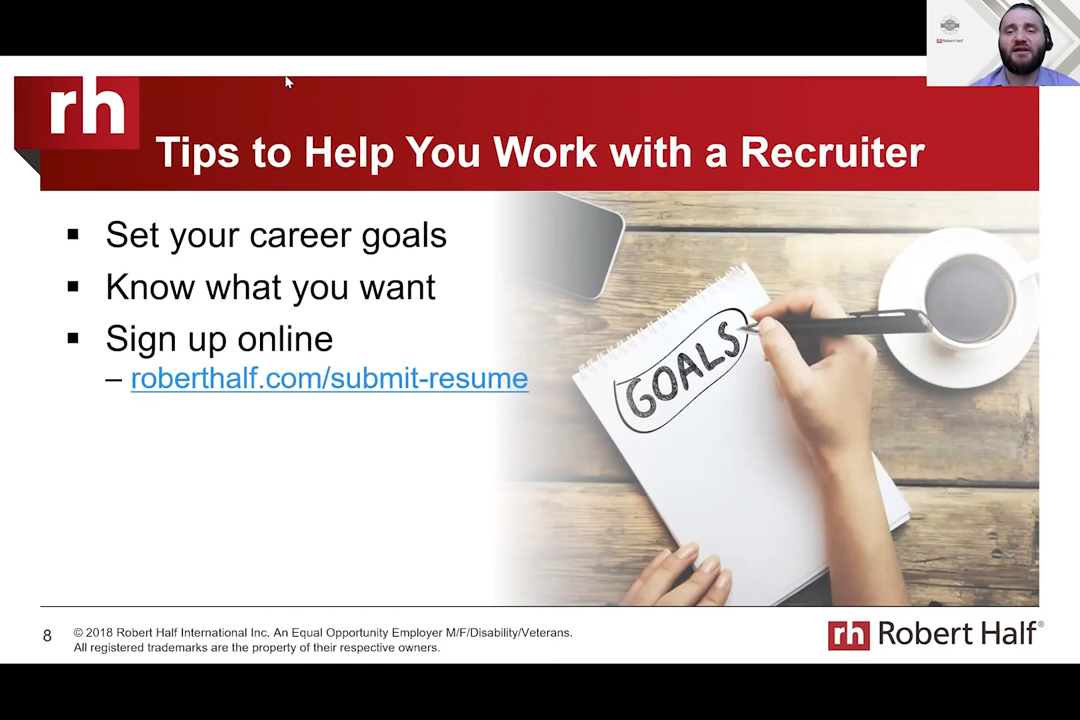 Robert Half
rh
Tips to Help You Work with a Recruiter
▪ Set your career goals
▪ Know what you want
▪ Sign up online
– roberthalf.com/submit-resume
GOALS
8
© 2018 Robert Half International Inc. An Equal Opportunity Employer M/F/Disability/Veterans.
All registered trademarks are the property of their respective owners.
rh Robert Half®